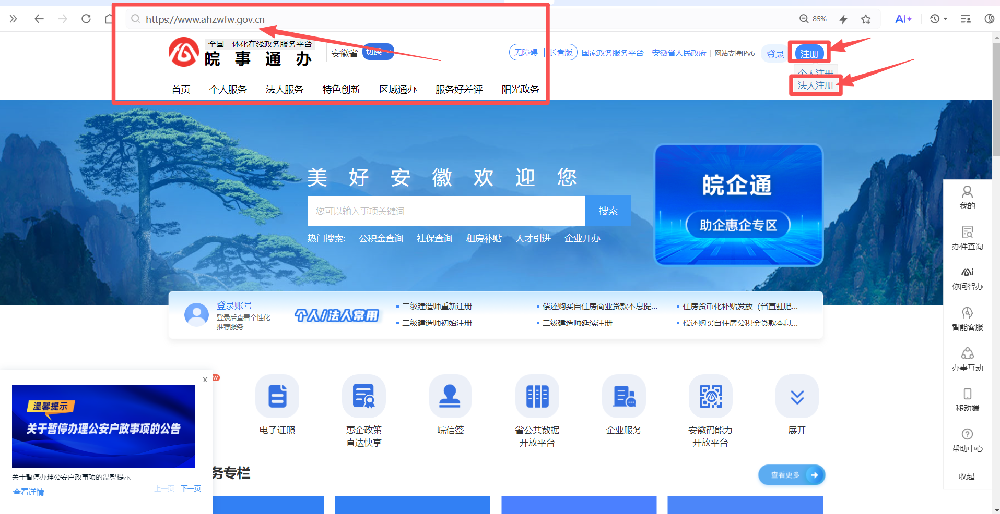 https://www.ahzwfw.gov.cn
85%
AI
全国一体化在线政务服务平台
皖事通办
安徽省
切换
无障碍
长者版
国家政务服务平台
安徽省人民政府
网站支持IPv6
登录
注册
个人注册
法人注册
首页
个人服务
法人服务
特色创新
区域通办
服务好差评
阳光政务
美好安徽欢迎您
您可以输入事项关键词
搜索
热门搜索:
公积金查询
社保查询
租房补贴
人才引进
企业开办
皖企通
助企惠企专区
我的
办件查询
你问智办
智能客服
办事互动
移动端
帮助中心
收起
登录账号
登录后查看个性化
推荐服务
个人/法人常用
二级建造师重新注册
偿还购买自住房商业贷款本息提...
住房货币化补贴发放（省直驻肥...
二级建造师初始注册
二级建造师延续注册
偿还购买自住房公积金贷款本息...
x
W
温馨提示
关于暂停办理公安户政事项的公告
关于暂停办理公安户政事项的温馨提示
查看详情
上一页
下一页
电子证照
惠企政策
直达快享
皖信签
省公共数据
开放平台
企业服务
安徽码能力
开放平台
展开
务专栏
查看更多